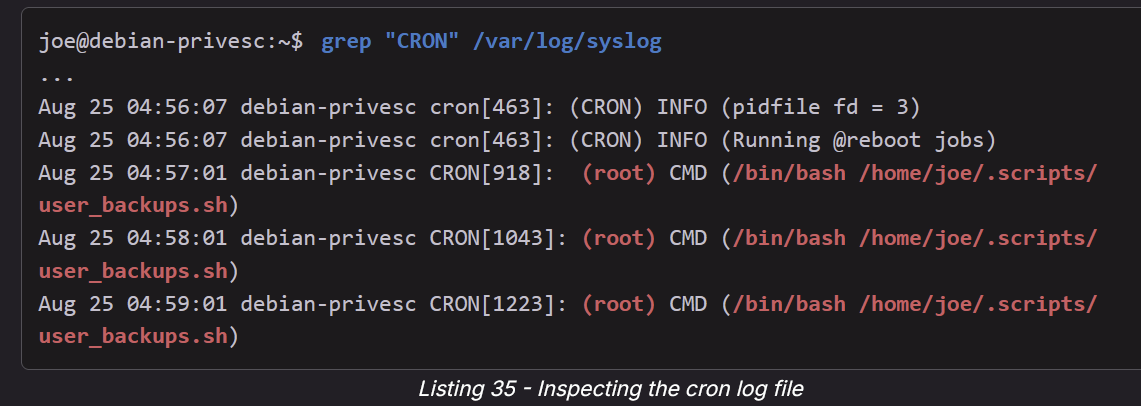 joe@debian-privesc:~$ grep "CRON" /var/log/syslog
...
Aug 25 04:56:07 debian-privesc cron[463]: (CRON) INFO (pidfile fd = 3)
Aug 25 04:56:07 debian-privesc cron[463]: (CRON) INFO (Running @reboot jobs)
Aug 25 04:57:01 debian-privesc CRON[918]:  (root) CMD (/bin/bash /home/joe/.scripts/
user_backups.sh)
Aug 25 04:58:01 debian-privesc CRON[1043]: (root) CMD (/bin/bash /home/joe/.scripts/
user_backups.sh)
Aug 25 04:59:01 debian-privesc CRON[1223]: (root) CMD (/bin/bash /home/joe/.scripts/
user_backups.sh)
Listing 35 - Inspecting the cron log file